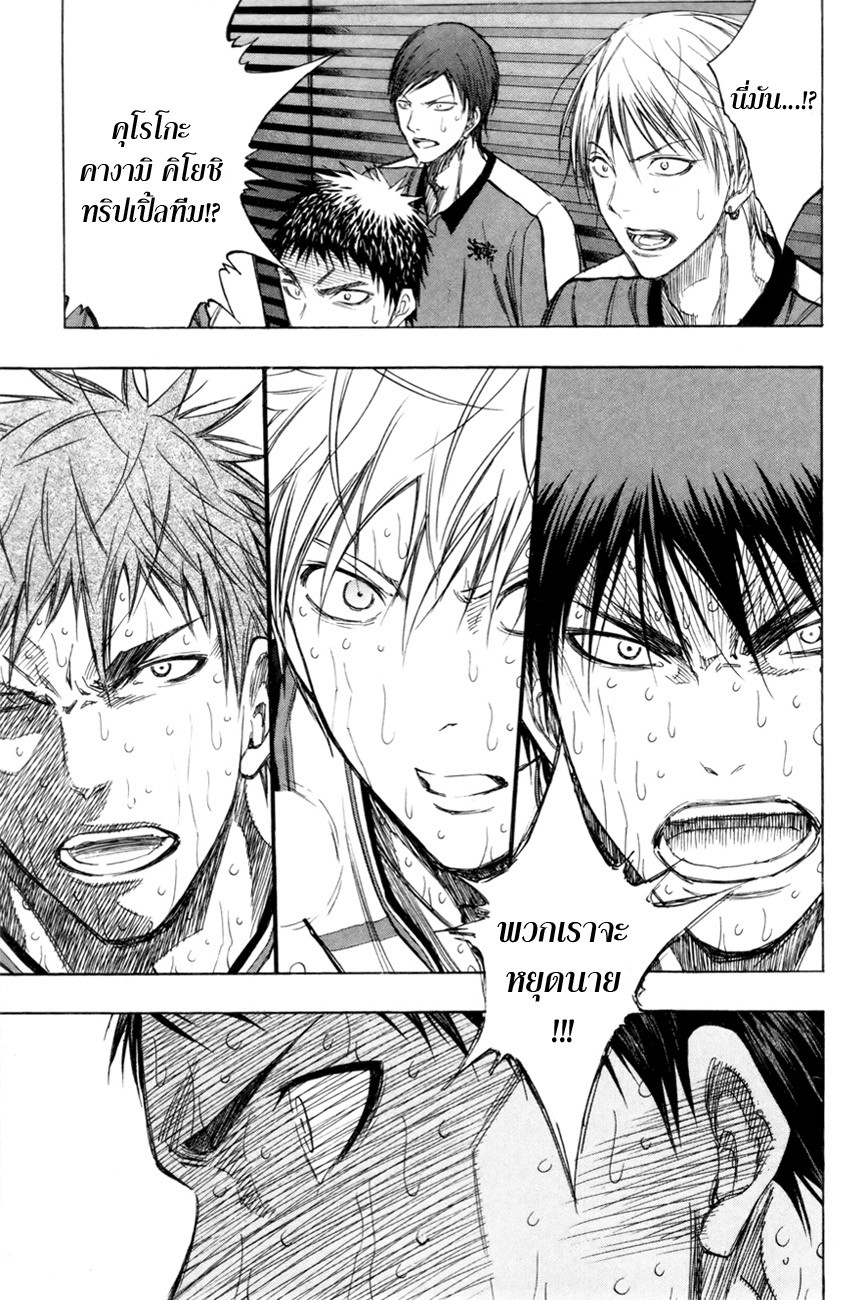 นี่มัน...!?
คุโรโกะ
คางามิ คิโยชิ
ทริปเปิ้ลทีม!?
พวกเราจะ
หยุดนาย
!!!